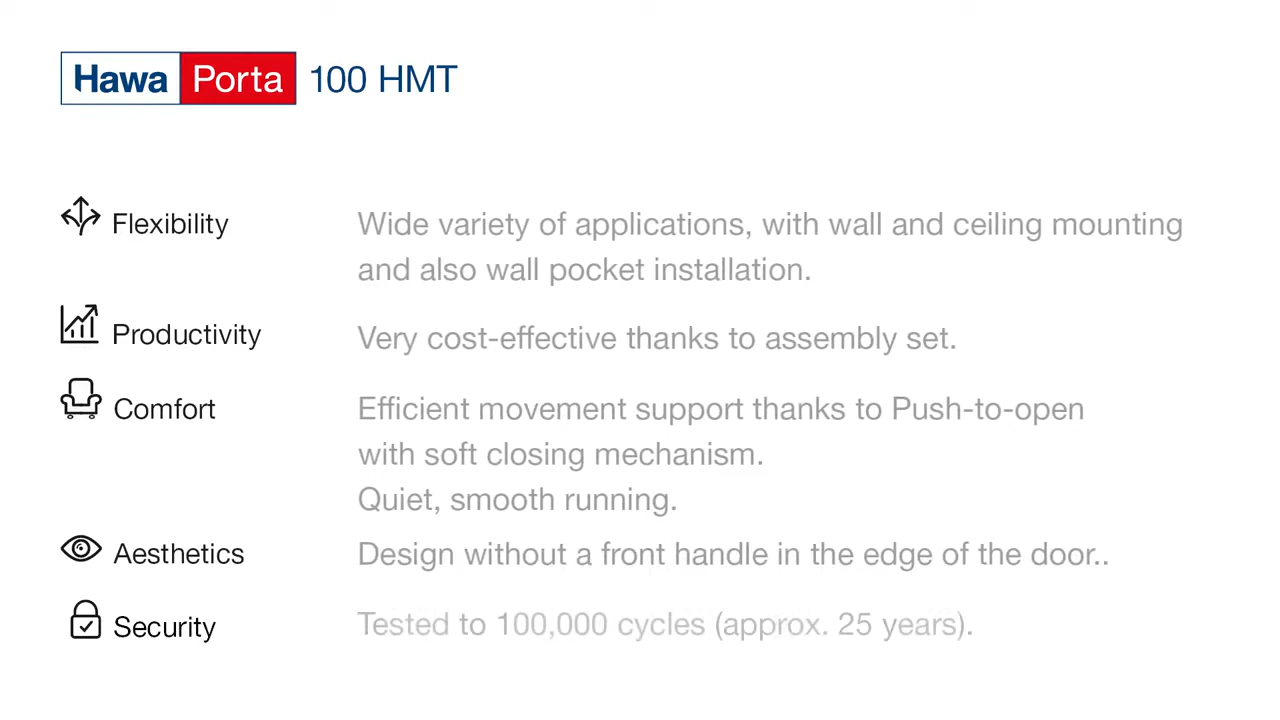 Hawa Porta 100 HMT
Flexibility Wide variety of applications, with wall and ceiling mounting
and also wall pocket installation.
Productivity Very cost-effective thanks to assembly set.
Comfort Efficient movement support thanks to Push-to-open
with soft closing mechanism.
Quiet, smooth running.
Aesthetics Design without a front handle in the edge of the door..
Security Tested to 100,000 cycles (approx. 25 years).